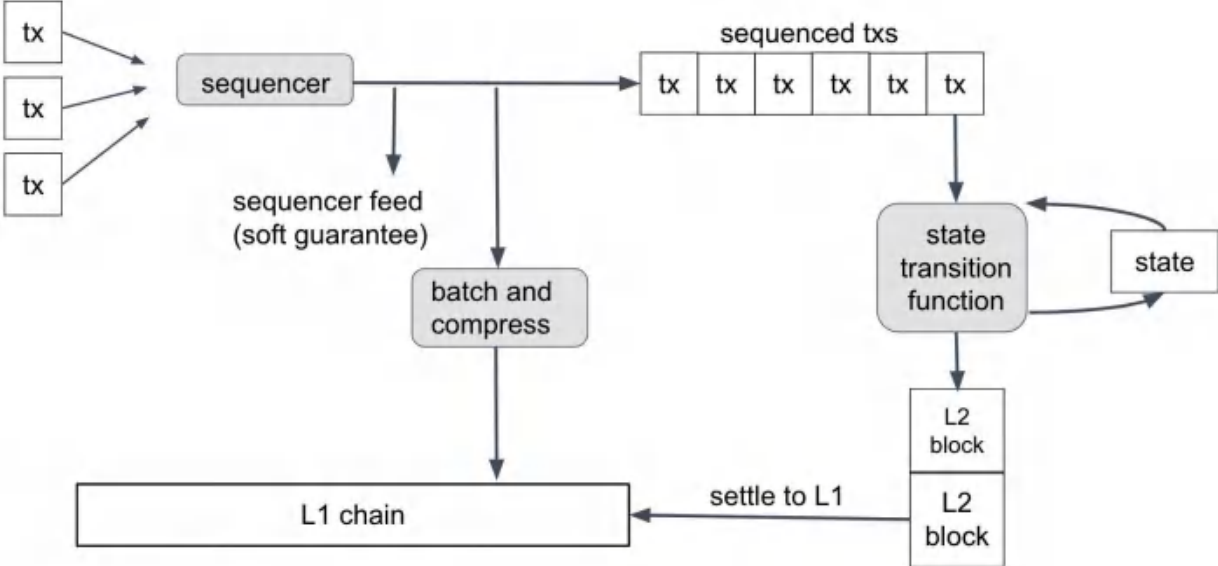 tx
tx
tx
sequencer
sequenced txs
tx tx tx tx tx tx
sequencer feed
(soft guarantee)
batch and
compress
state
transition
function
state
L2
block
L2
block
settle to L1
L1 chain